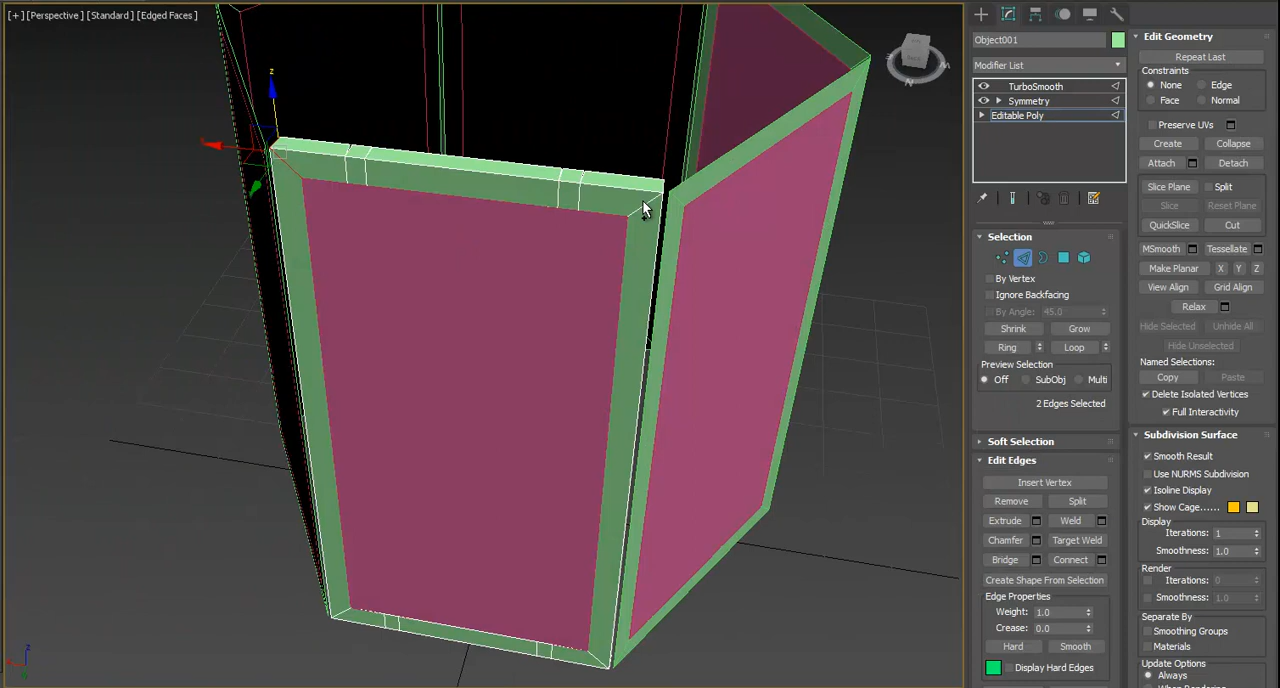 [+] [Perspective] [Standard] [Edged Faces]
z
Object001
Modifier List
TurboSmooth
Symmetry
Editable Poly
Selection
By Vertex
Ignore Backfacing
By Angle: 45.0
Shrink Grow
Ring Loop
Preview Selection
Off SubObj Multi
2 Edges Selected
Soft Selection
Edit Edges
Insert Vertex
Remove Split
Extrude Weld
Chamfer Target Weld
Bridge Connect
Create Shape From Selection
Edge Properties
Weight: 1.0
Crease: 0.0
Hard Smooth
Display Hard Edges
Edit Geometry
Repeat Last
Constraints
None Edge
Face Normal
Preserve UVs
Create Collapse
Attach Detach
Slice Plane Split
Slice Reset Plane
QuickSlice Cut
MSmooth Tessellate
Make Planar X Y Z
View Align Grid Align
Relax
Hide Selected Unhide All
Hide Unselected
Named Selections:
Copy Paste
Delete Isolated Vertices
Full Interactivity
Subdivision Surface
Smooth Result
Use NURMS Subdivision
Isoline Display
Show Cage......
Display
Iterations: 1
Smoothness: 1.0
Render
Iterations: 0
Smoothness: 1.0
Separate By
Smoothing Groups
Materials
Update Options
Always
When Rendering
z